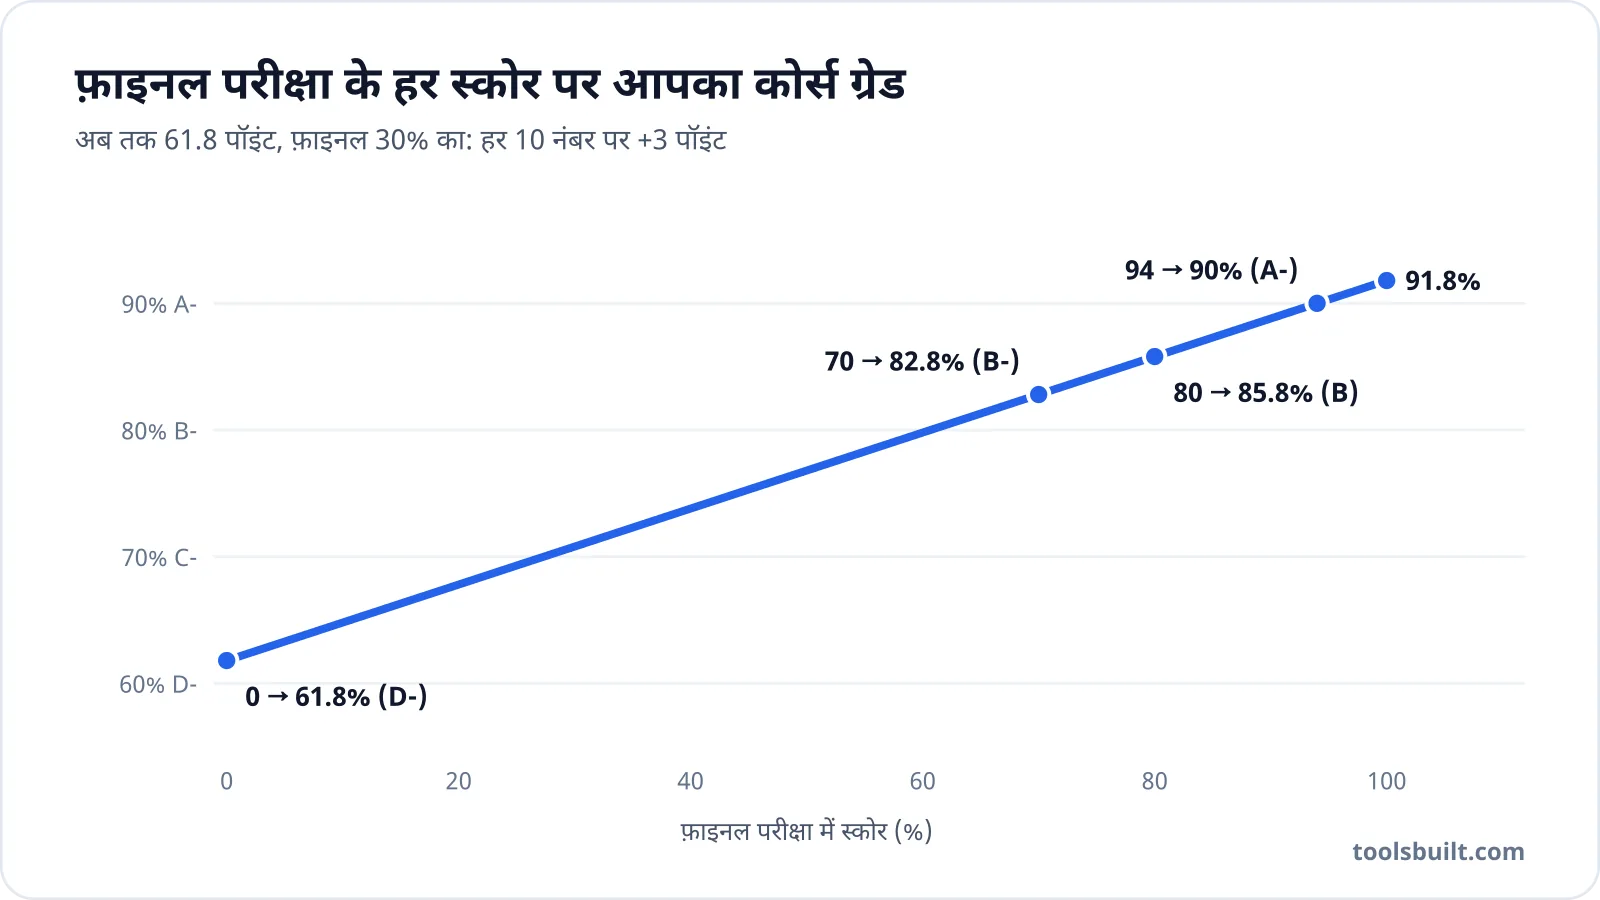 फ़ाइनल परीक्षा के हर स्कोर पर आपका कोर्स ग्रेड
अब तक 61.8 पॉइंट, फ़ाइनल 30% का: हर 10 नंबर पर +3 पॉइंट
94 → 90% (A-)
91.8%
90% A-
70 → 82.8% (B-)
80 → 85.8% (B)
80% B-
70% C-
60% D-
0 → 61.8% (D-)
0 20 40 60 80 100
फ़ाइनल परीक्षा में स्कोर (%)
toolsbuilt.com